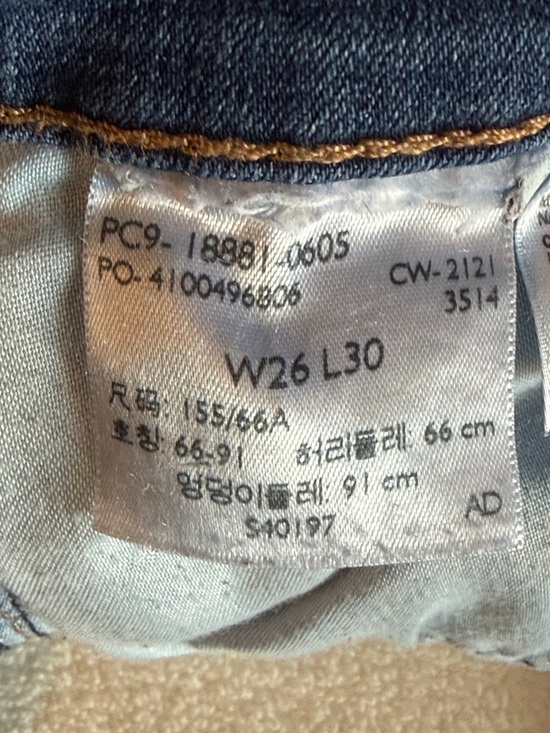 PC9-18881-0605
PO-4100496806
CW-2121
3514
W26 L30
尺码: 155/66A
호칭: 66-91 허리둘레: 66 cm
엉덩이둘레: 91 cm
S40197
AD